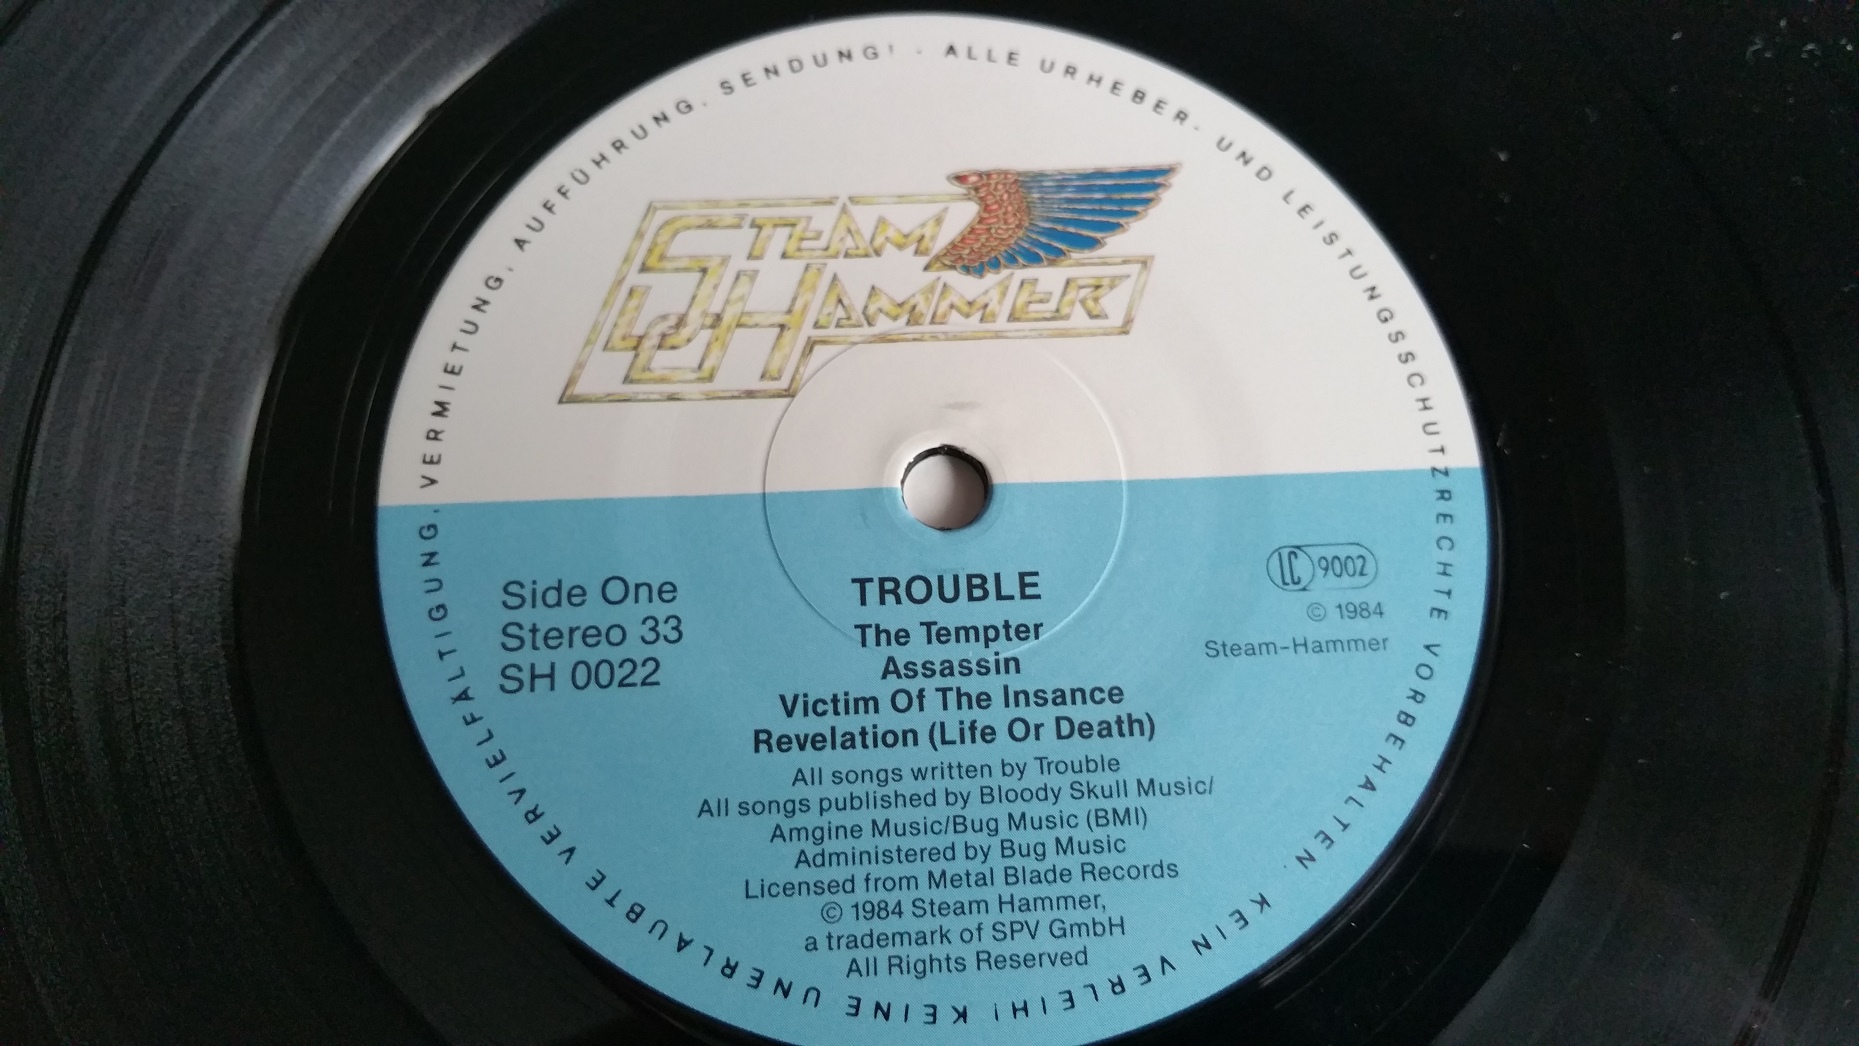 ALLE URHEBER- UND LEISTUNGSSCHUTZRECHTE VORBEHALTEN. KEIN VERLEIH! KEINE UNERLAUBTE VERVIELFÄLTIGUNG, VERMIETUNG, AUFFÜHRUNG, SENDUNG! ·
STEAM
HAMMER
Side One
Stereo 33
SH 0022
LC 9002
© 1984
Steam-Hammer
TROUBLE
The Tempter
Assassin
Victim Of The Insance
Revelation (Life Or Death)
All songs written by Trouble
All songs published by Bloody Skull Music/
Amgine Music/Bug Music (BMI)
Administered by Bug Music
Licensed from Metal Blade Records
© 1984 Steam Hammer,
a trademark of SPV GmbH
All Rights Reserved